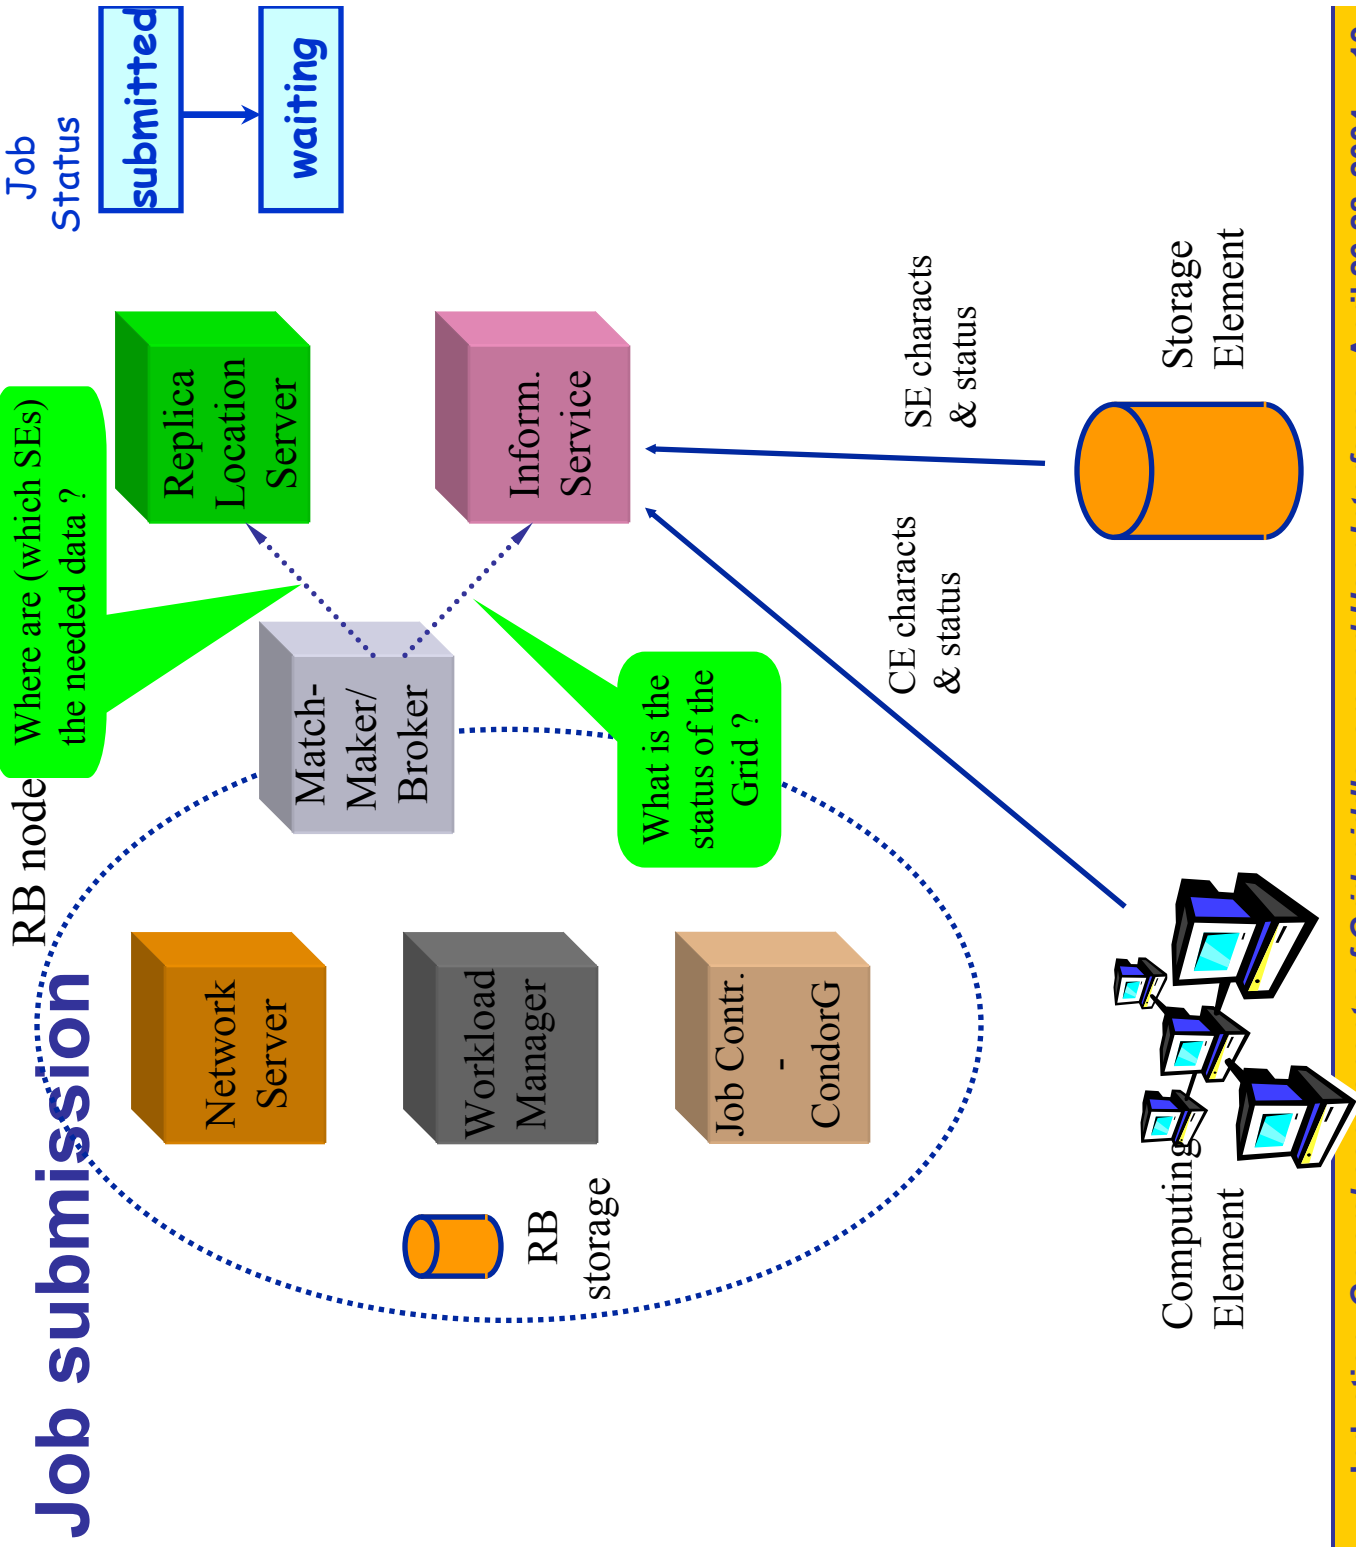 Job submission
RB node
Where are (which SEs)
the needed data ?
Job
Status
submitted
waiting
Replica
Location
Server
Network
Server
Match-
Maker/
Broker
Inform.
Service
Workload
Manager
RB
storage
What is the
status of the
Grid ?
Job Contr.
-
CondorG
CE characts
& status
SE characts
& status
Computing
Element
Storage
Element